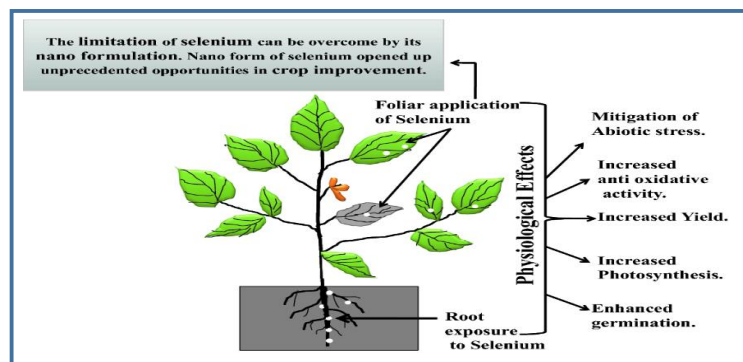 The limitation of selenium can be overcome by its
nano formulation. Nano form of selenium opened up
unprecedented opportunities in crop improvement.
Foliar application
of Selenium
Physiological Effects
Mitigation of
Abiotic stress.
Increased
anti oxidative
activity.
Increased Yield.
Increased
Photosynthesis.
Enhanced
germination.
Root
exposure
to Selenium